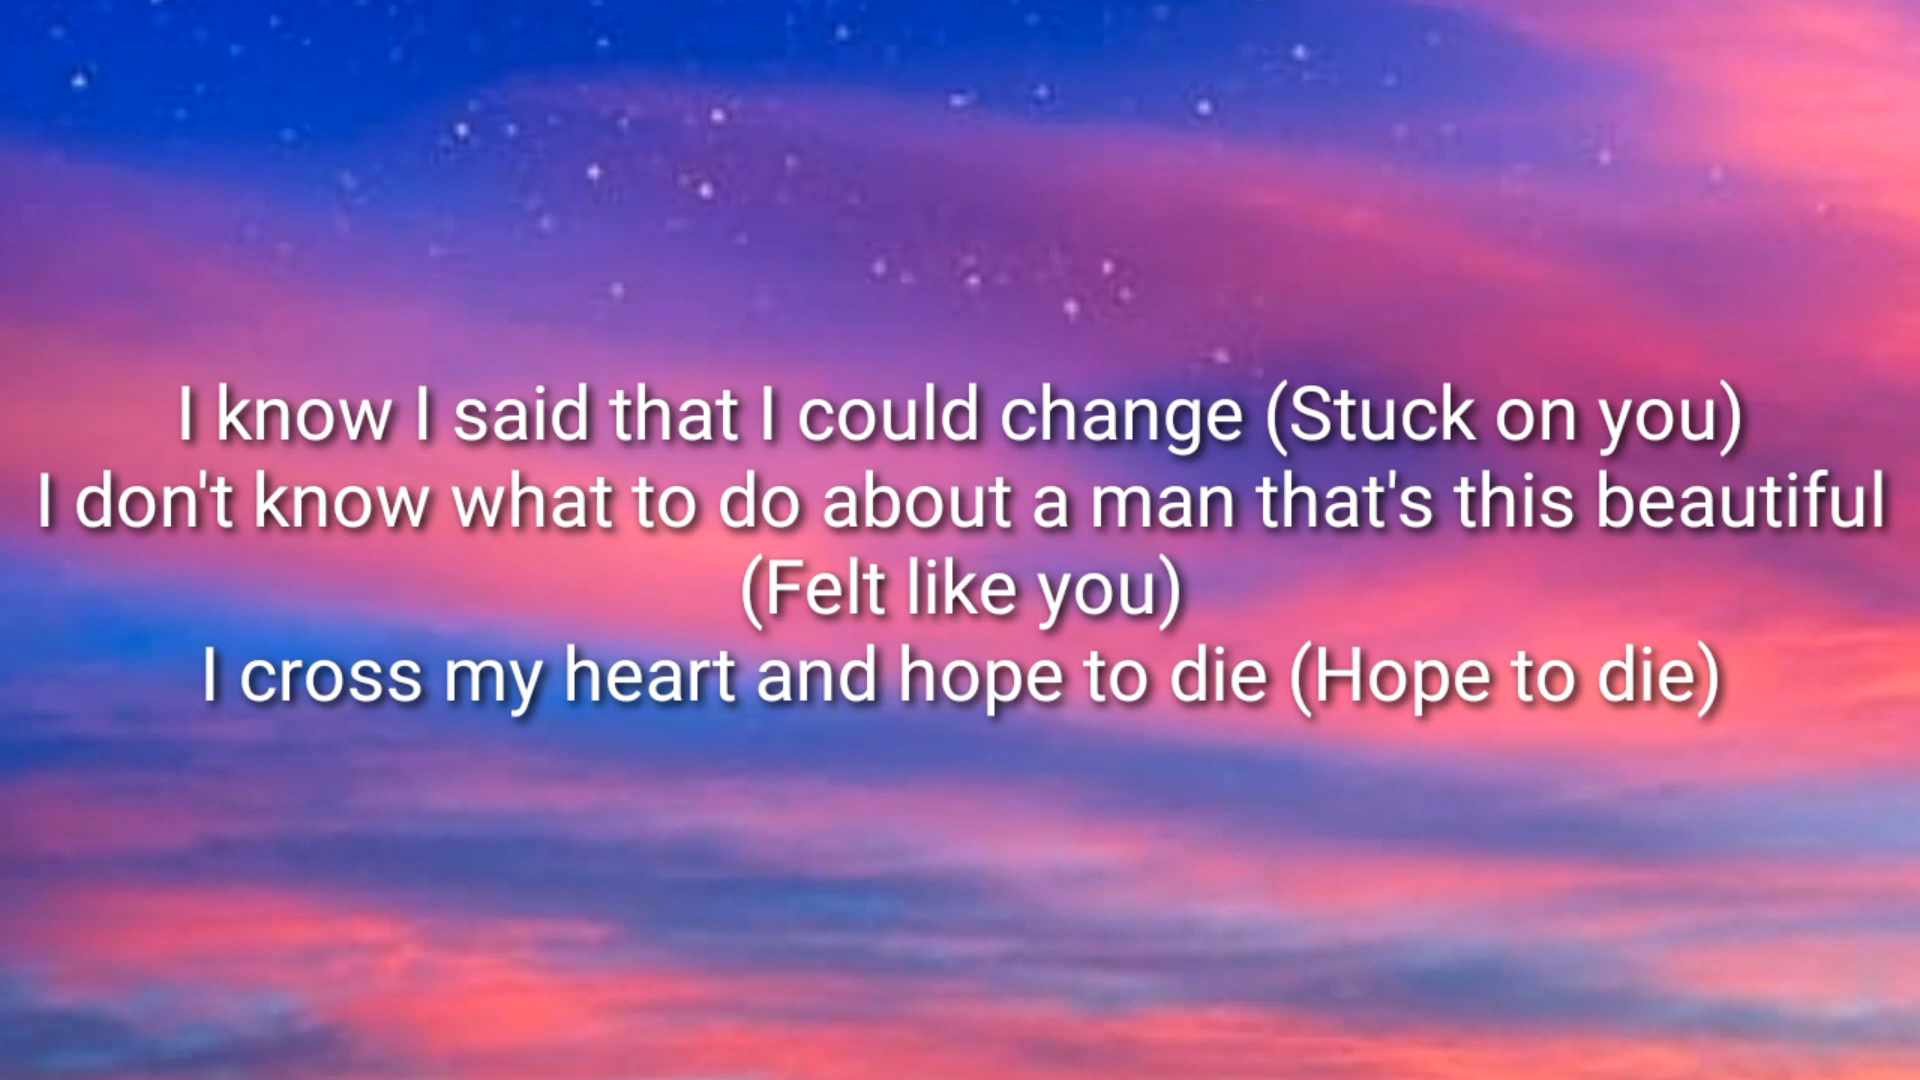 I know I said that I could change (Stuck on you)
I don't know what to do about a man that's this beautiful
(Felt like you)
I cross my heart and hope to die (Hope to die)